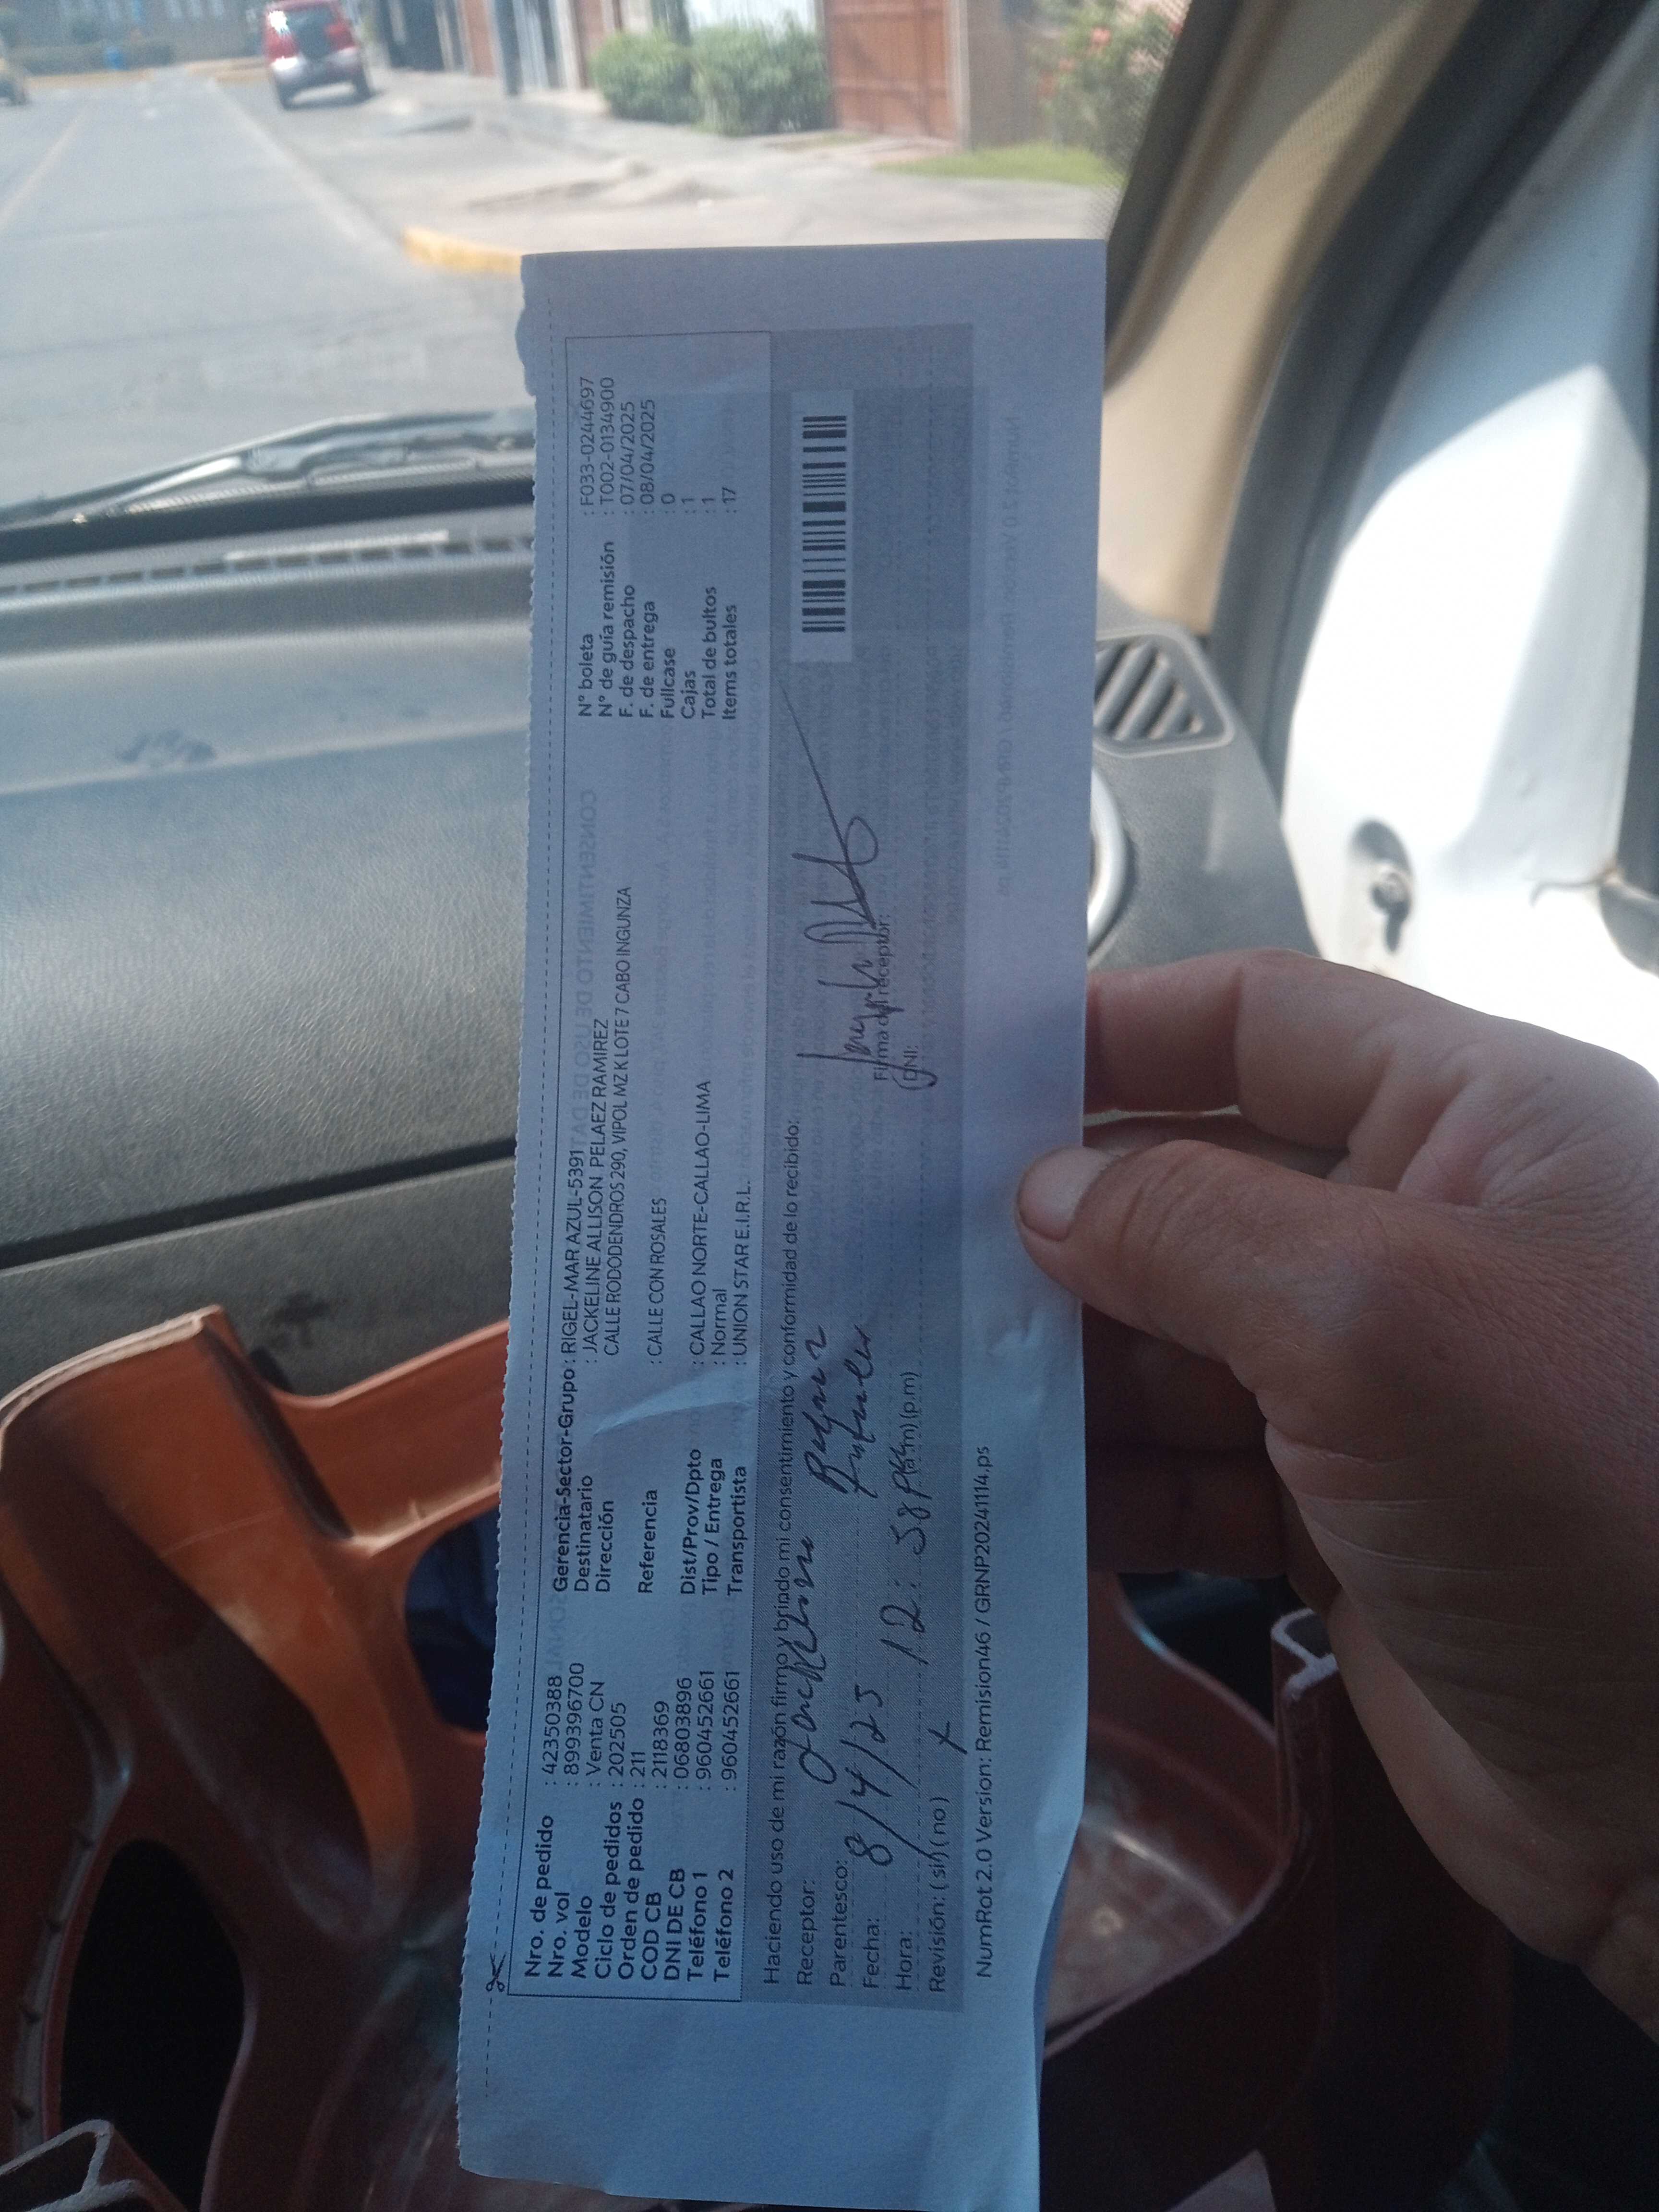 Nro. de pedido : 42350388
Nro. vol : 899396700
Modelo : Venta CN
Ciclo de pedidos : 202505
Orden de pedido : 211
COD CB : 2118369
DNI DE CB : 06803896
Teléfono 1 : 960452661
Teléfono 2 : 960452661
Gerencia-Sector-Grupo : RIGEL-MAR AZUL-5391
Destinatario : JACKELINE ALLISON PELAEZ RAMIREZ
Dirección CALLE RODODENDROS 290, VIPOL MZ K LOTE 7 CABO INGUNZA
Referencia : CALLE CON ROSALES
Dist/Prov/Dpto : CALLAO NORTE-CALLAO-LIMA
Tipo / Entrega : Normal
Transportista : UNION STAR E.I.R.L.
N° boleta : F033-0244697
N° de guía remisión : T002-0134900
F. de despacho : 07/04/2025
F. de entrega : 08/04/2025
Fullcase : 0
Cajas : 1
Total de bultos : 1
Items totales : 17
Haciendo uso de mi razón firmo y brindo mi consentimiento y conformidad de lo recibido:
Receptor:
Parentesco:
Fecha: 8/4/25
Hora: 12:58 (a.m) (p.m)
Revisión: ( si ) ( no ) x
Firma del receptor:
DNI:
NumRot 2.0 Version: Remision46 / GRNP20241114.ps